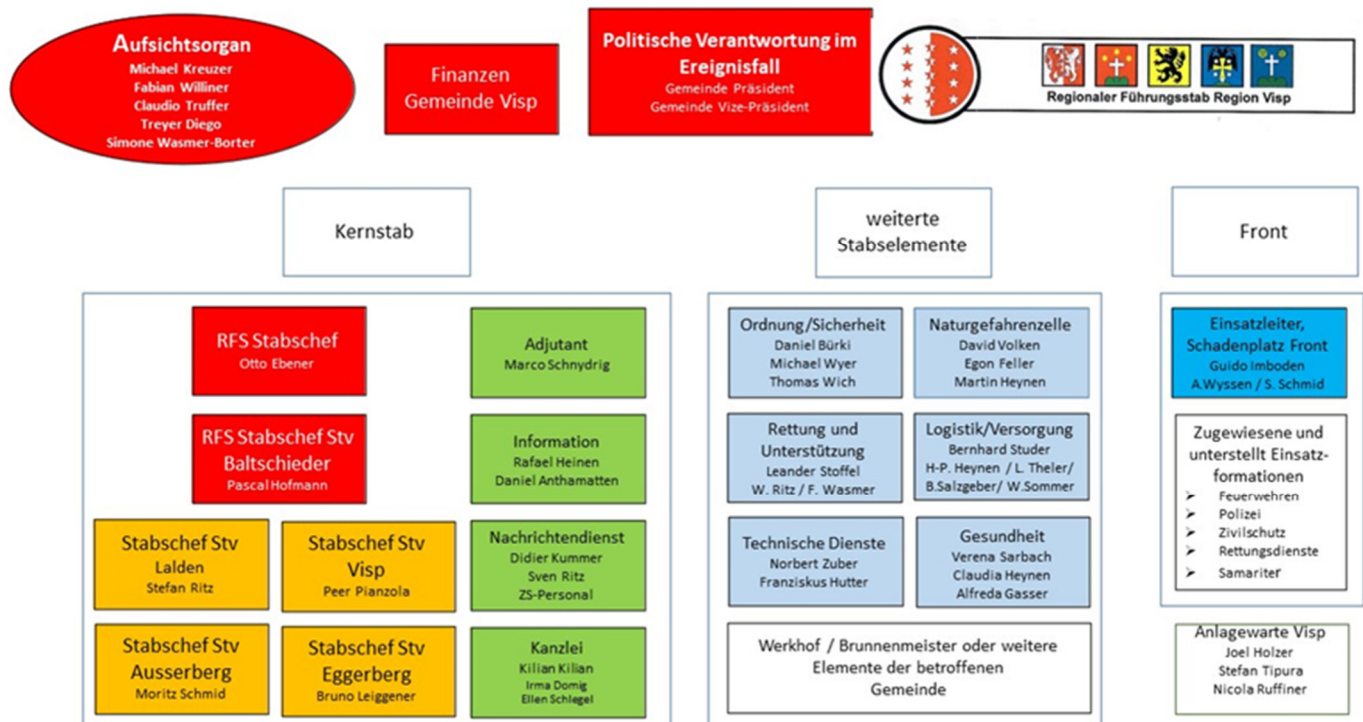 Aufsichtsorgan
Michael Kreuzer
Fabian Williner
Claudio Truffer
Treyer Diego
Simone Wasmer-Borter
Finanzen
Gemeinde Visp
Politische Verantwortung im
Ereignisfall
Gemeinde Präsident
Gemeinde Vize-Präsident
Regionaler Führungsstab Region Visp
Kernstab
weiterte
Stabselemente
Front
RFS Stabschef
Otto Ebener
RFS Stabschef Stv
Baltschieder
Pascal Hofmann
Stabschef Stv
Lalden
Stefan Ritz
Stabschef Stv
Visp
Peer Pianzola
Stabschef Stv
Ausserberg
Moritz Schmid
Stabschef Stv
Eggerberg
Bruno Leiggener
Adjutant
Marco Schnydrig
Information
Rafael Heinen
Daniel Anthamatten
Nachrichtendienst
Didier Kummer
Sven Ritz
ZS-Personal
Kanzlei
Kilian Kilian
Irma Domig
Ellen Schlegel
Ordnung/Sicherheit
Daniel Bürki
Michael Wyer
Thomas Wich
Naturgefahrenzelle
David Volken
Egon Feller
Martin Heynen
Rettung und
Unterstützung
Leander Stoffel
W. Ritz / F. Wasmer
Logistik/Versorgung
Bernhard Studer
H-P. Heynen / L. Theler/
B.Salzgeber/ W.Sommer
Technische Dienste
Norbert Zuber
Franziskus Hutter
Gesundheit
Verena Sarbach
Claudia Heynen
Alfreda Gasser
Werkhof / Brunnenmeister oder weitere
Elemente der betroffenen
Gemeinde
Einsatzleiter,
Schadenplatz Front
Guido Imboden
A.Wyssen / S. Schmid
Zugewiesene und
unterstellt Einsatz-
formationen
➢ Feuerwehren
➢ Polizei
➢ Zivilschutz
➢ Rettungsdienste
➢ Samariter
Anlagewarte Visp
Joel Holzer
Stefan Tipura
Nicola Ruffiner